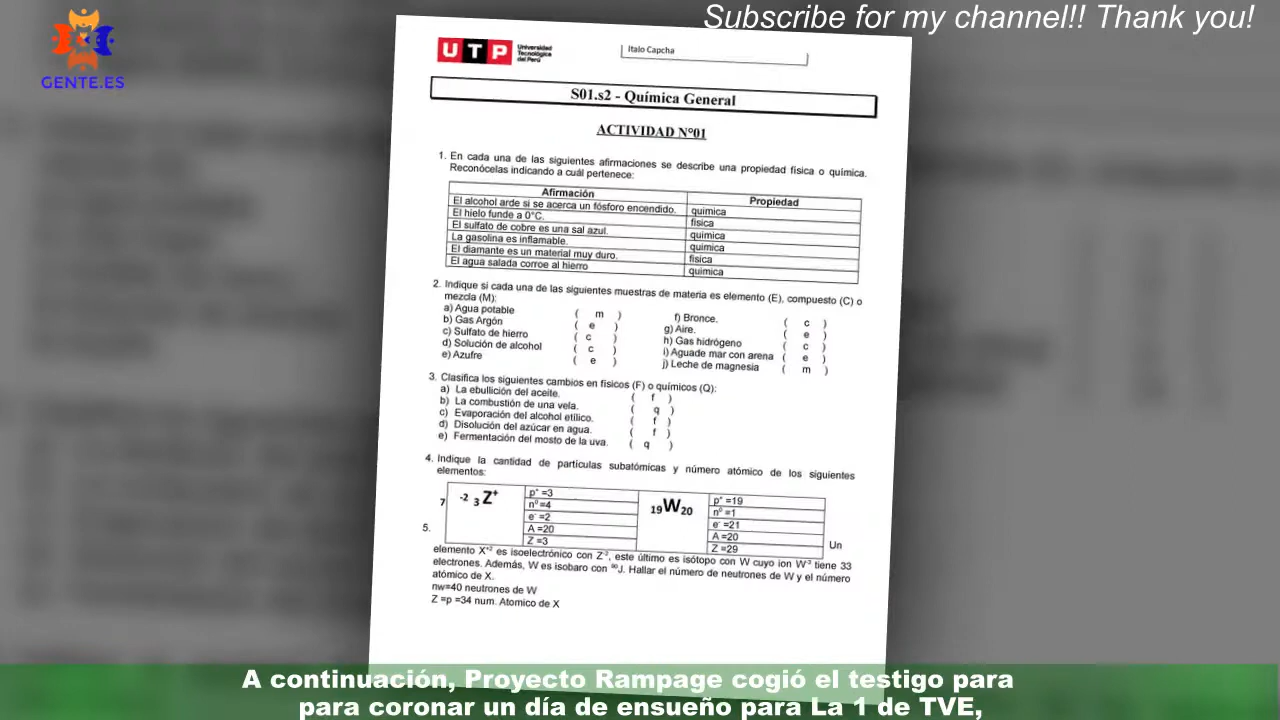 Subscribe for my channel!! Thank you!
GENTE.ES
UTP Universidad Tecnológica del Perú
Italo Capcha
S01.s2 - Química General
ACTIVIDAD N°01
1. En cada una de las siguientes afirmaciones se describe una propiedad física o química.
Reconócelas indicando a cuál pertenece:
Afirmación Propiedad
El alcohol arde si se acerca un fósforo encendido. quimica
El hielo funde a 0°C. fisica
El sulfato de cobre es una sal azul. quimica
La gasolina es inflamable. quimica
El diamante es un material muy duro. fisica
El agua salada corroe al hierro quimica
2. Indique si cada una de las siguientes muestras de materia es elemento (E), compuesto (C) o
mezcla (M):
a) Agua potable ( m ) f) Bronce. ( c )
b) Gas Argón ( e ) g) Aire. ( e )
c) Sulfato de hierro ( c ) h) Gas hidrógeno ( c )
d) Solución de alcohol ( c ) i) Aguade mar con arena ( e )
e) Azufre ( e ) j) Leche de magnesia ( m )
3. Clasifica los siguientes cambios en físicos (F) o químicos (Q):
a) La ebullición del aceite. ( f )
b) La combustión de una vela. ( q )
c) Evaporación del alcohol etílico. ( f )
d) Disolución del azúcar en agua. ( f )
e) Fermentación del mosto de la uva. ( q )
4. Indique la cantidad de partículas subatómicas y número atómico de los siguientes
elementos:
7 -2 3 Z+ p+ =3 19W20 p+ =19
n0 =4 n0 =1
e- =2 e- =21
A =20 A =20
Z =3 Z =29
5. Un
elemento X+2 es isoelectrónico con Z-2, este último es isótopo con W cuyo ion W-3 tiene 33
electrones. Además, W es isobaro con 90J. Hallar el número de neutrones de W y el número
atómico de X.
nw=40 neutrones de W
Z =p =34 num. Atomico de X
A continuación, Proyecto Rampage cogió el testigo para
para coronar un día de ensueño para La 1 de TVE,